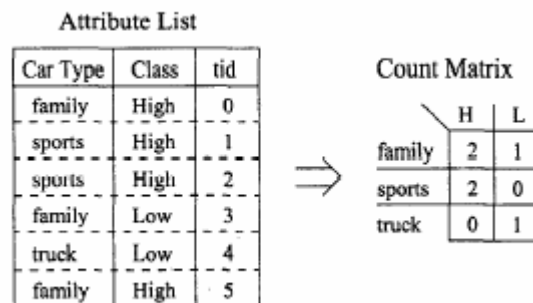 Attribute List
Car Type Class tid
family High 0
sports High 1
sports High 2
family Low 3
truck Low 4
family High 5
Count Matrix
H L
family 2 1
sports 2 0
truck 0 1